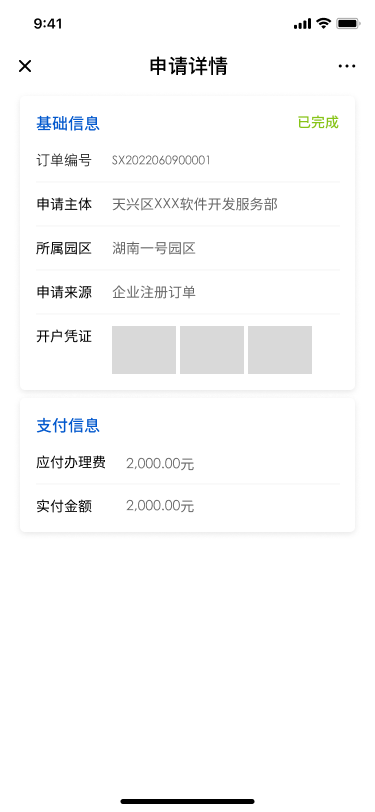 9:41
申请详情
基础信息 已完成
订单编号 SX2022060900001
申请主体 天兴区XXX软件开发服务部
所属园区 湖南一号园区
申请来源 企业注册订单
开户凭证
支付信息
应付办理费 2,000.00元
实付金额 2,000.00元